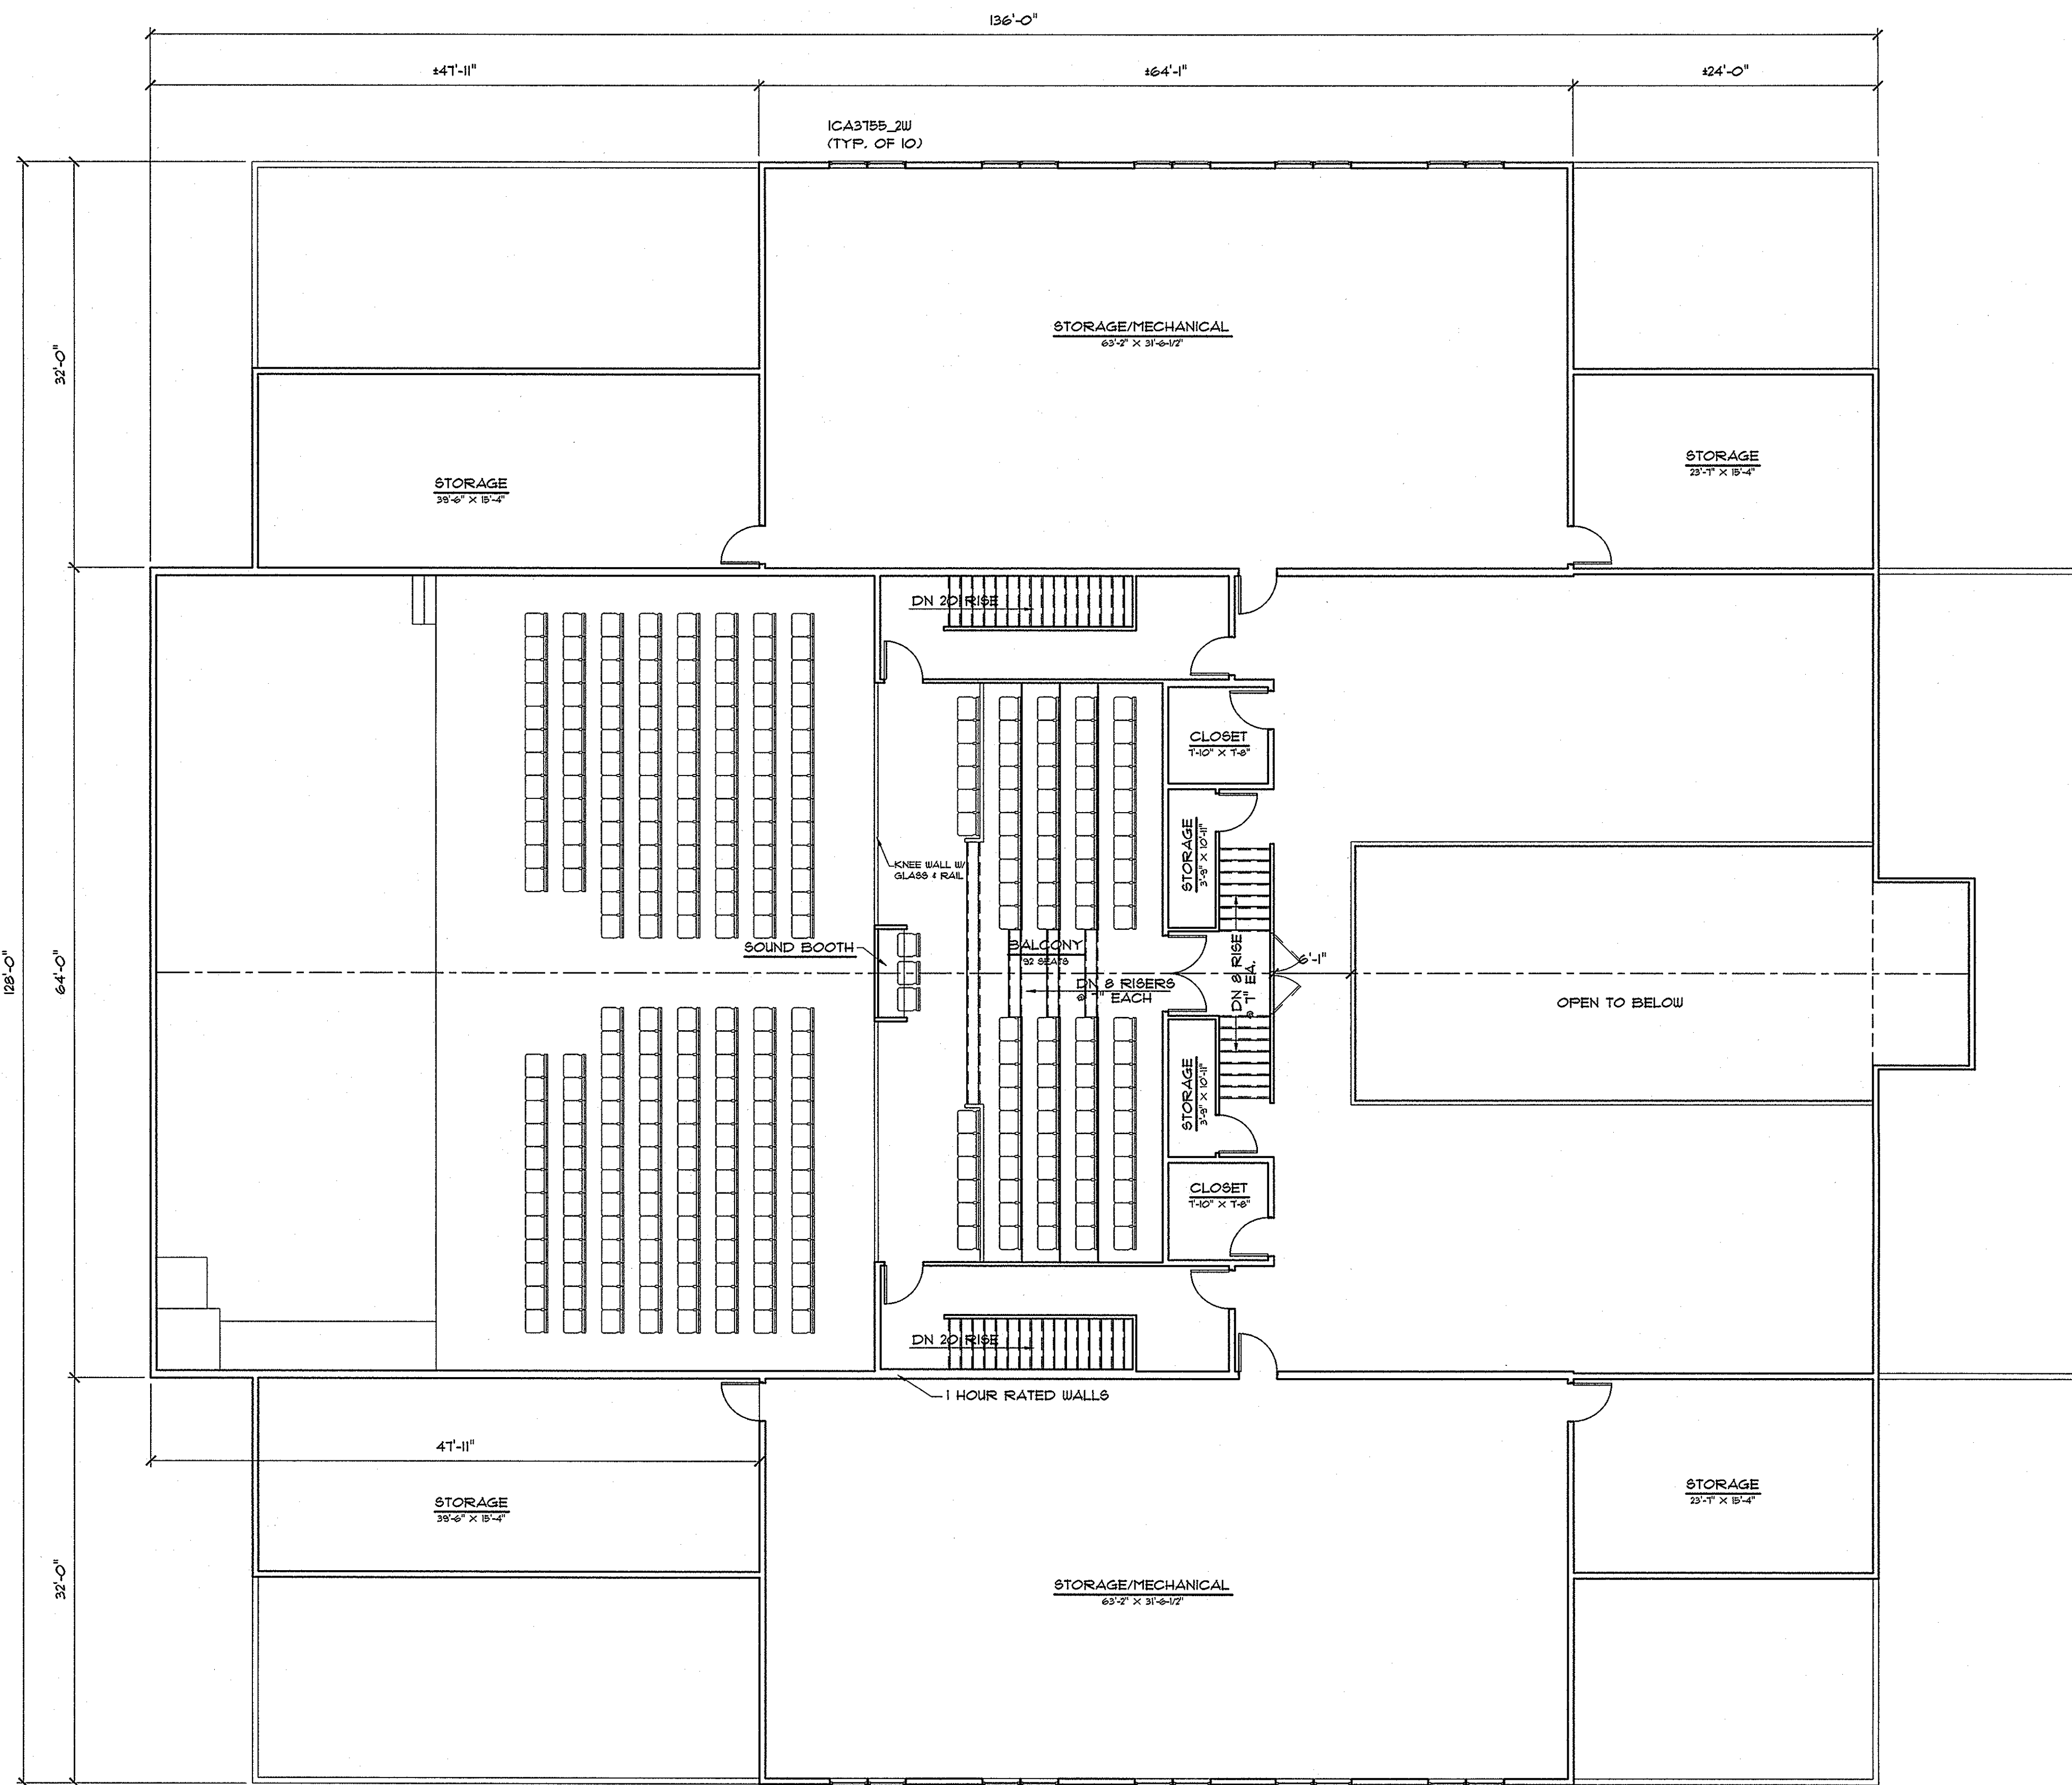 136'-0"
±47'-11"
±64'-1"
±24'-0"
ICA3755_2W
(TYP. OF 10)
32'-0"
STORAGE/MECHANICAL
63'-2" X 31'-6-1/2"
STORAGE
39'-6" X 15'-4"
STORAGE
23'-7" X 15'-4"
DN 20 RISE
CLOSET
7'-10" X 7'-8"
STORAGE
3'-9" X 10'-11"
KNEE WALL W/
GLASS & RAIL
SOUND BOOTH
BALCONY
92 SEATS
DN 8 RISERS
@ 7" EACH
DN 8 RISE
@ 7" EA.
6'-1"
OPEN TO BELOW
128'-0"
64'-0"
STORAGE
3'-9" X 10'-11"
CLOSET
7'-10" X 7'-8"
DN 20 RISE
1 HOUR RATED WALLS
47'-11"
STORAGE
39'-6" X 15'-4"
STORAGE
23'-7" X 15'-4"
32'-0"
STORAGE/MECHANICAL
63'-2" X 31'-6-1/2"